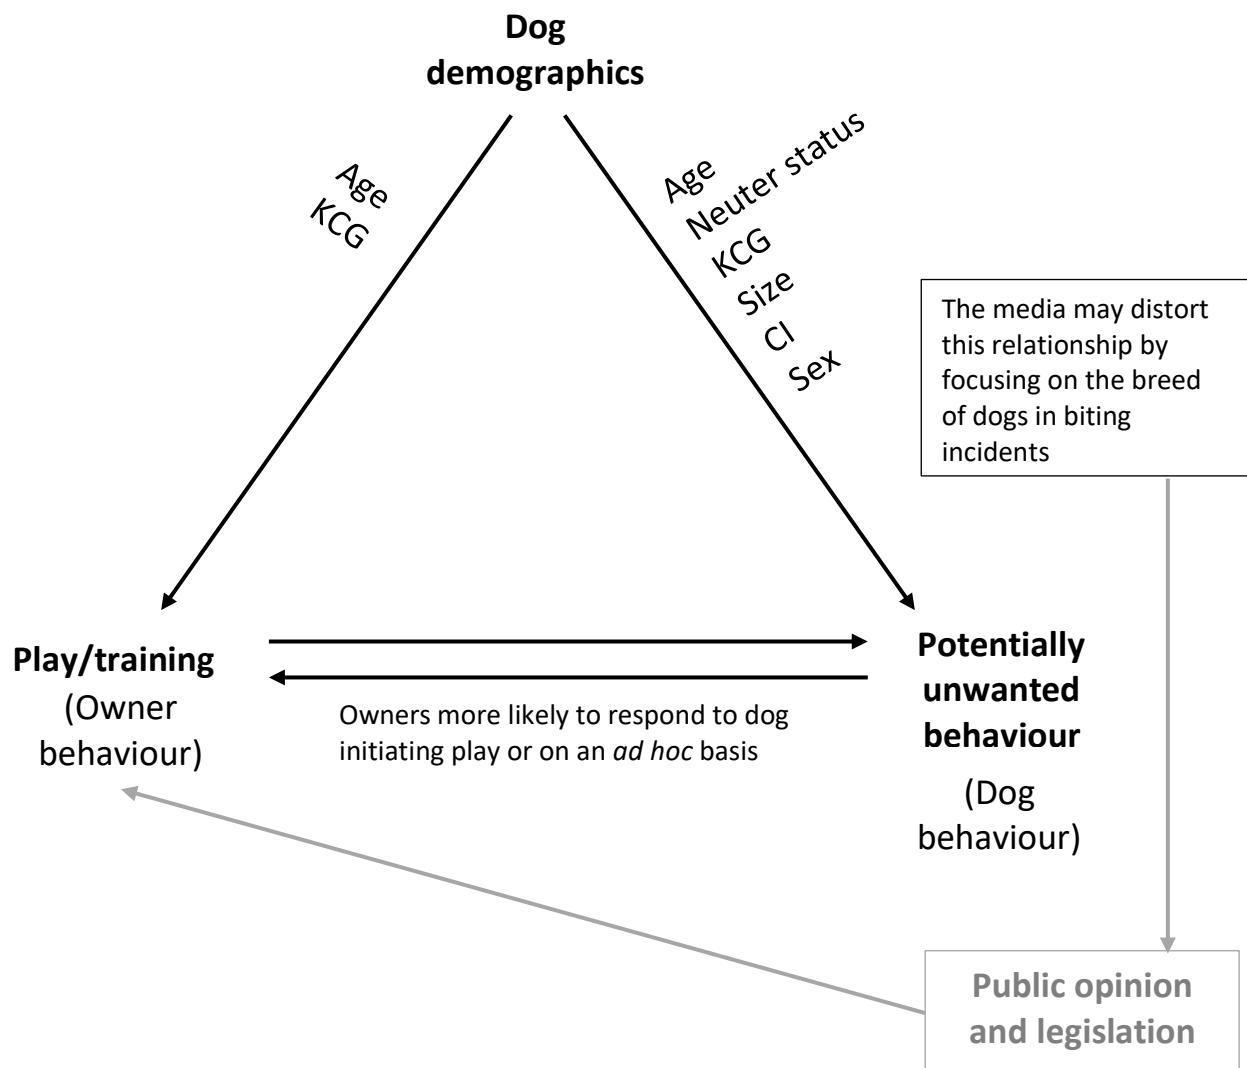 Dog
demographics
Age
KCG
Age
Neuter status
KCG
Size
CI
Sex
The media may distort
this relationship by
focusing on the breed
of dogs in biting
incidents
Play/training
(Owner
behaviour)
Owners more likely to respond to dog
initiating play or on an ad hoc basis
Potentially
unwanted
behaviour
(Dog
behaviour)
Public opinion
and legislation